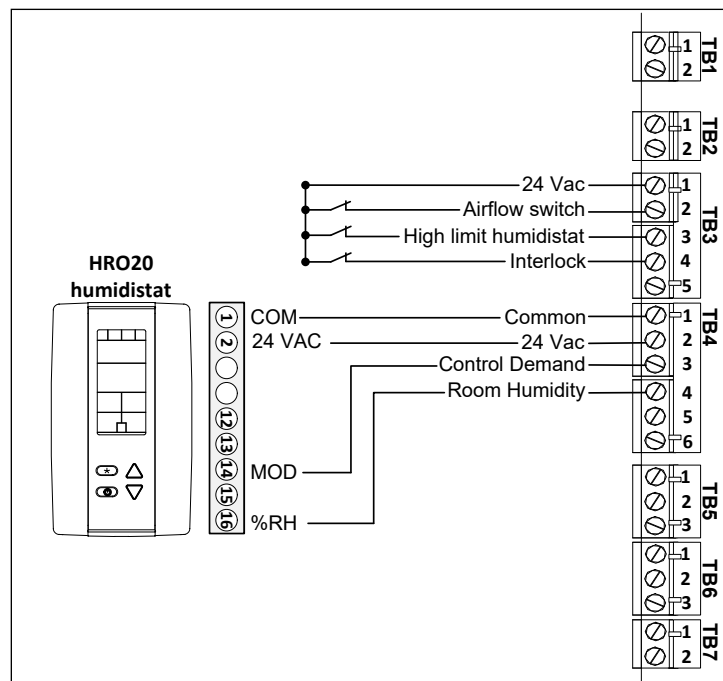 1
2
TB1
1
2
TB2
24 Vac
1
Airflow switch
2
High limit humidistat
3
Interlock
4
5
TB3
HRO20
humidistat
1 COM
Common
1
2 24 VAC
24 Vac
2
Control Demand
3
Room Humidity
4
5
6
TB4
12
13
14 MOD
15
16 %RH
1
2
3
TB5
1
2
3
TB6
1
2
TB7